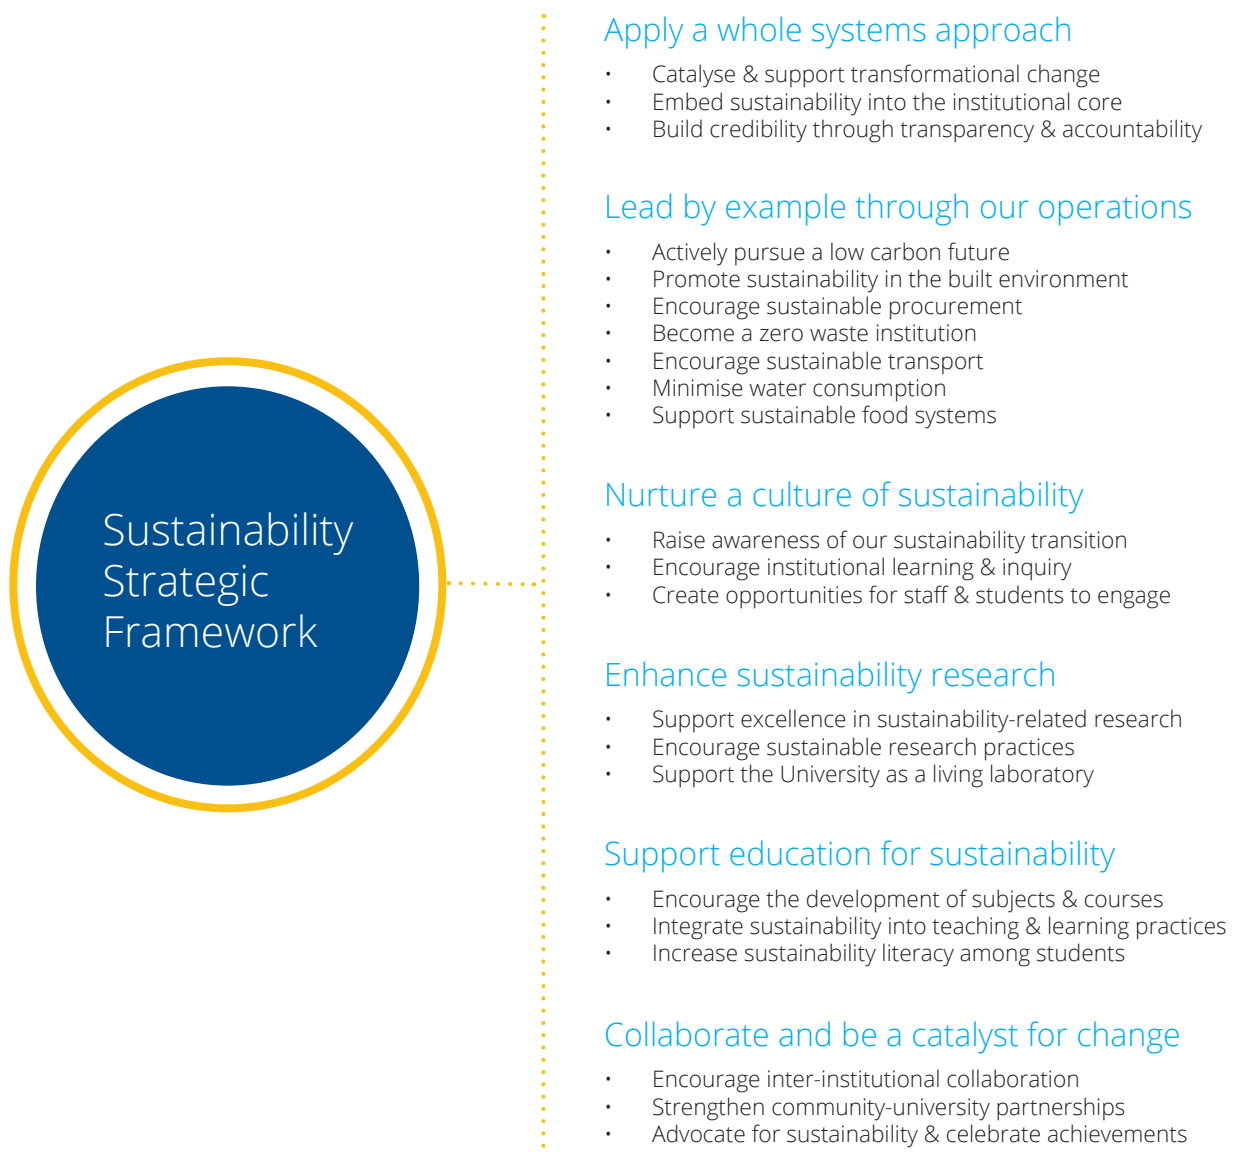 Sustainability
Strategic
Framework
Apply a whole systems approach
• Catalyse & support transformational change
• Embed sustainability into the institutional core
• Build credibility through transparency & accountability
Lead by example through our operations
• Actively pursue a low carbon future
• Promote sustainability in the built environment
• Encourage sustainable procurement
• Become a zero waste institution
• Encourage sustainable transport
• Minimise water consumption
• Support sustainable food systems
Nurture a culture of sustainability
• Raise awareness of our sustainability transition
• Encourage institutional learning & inquiry
• Create opportunities for staff & students to engage
Enhance sustainability research
• Support excellence in sustainability-related research
• Encourage sustainable research practices
• Support the University as a living laboratory
Support education for sustainability
• Encourage the development of subjects & courses
• Integrate sustainability into teaching & learning practices
• Increase sustainability literacy among students
Collaborate and be a catalyst for change
• Encourage inter-institutional collaboration
• Strengthen community-university partnerships
• Advocate for sustainability & celebrate achievements